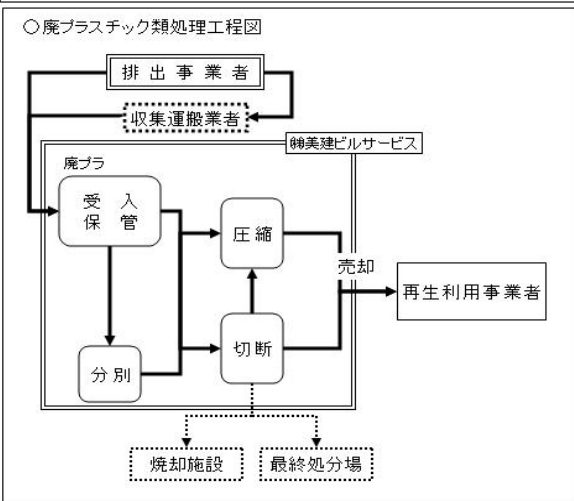 ○廃プラスチック類処理工程図
排出事業者
収集運搬業者
㈱美建ビルサービス
廃プラ
受入
保管
圧縮
売却
再生利用事業者
切断
分別
焼却施設
最終処分場